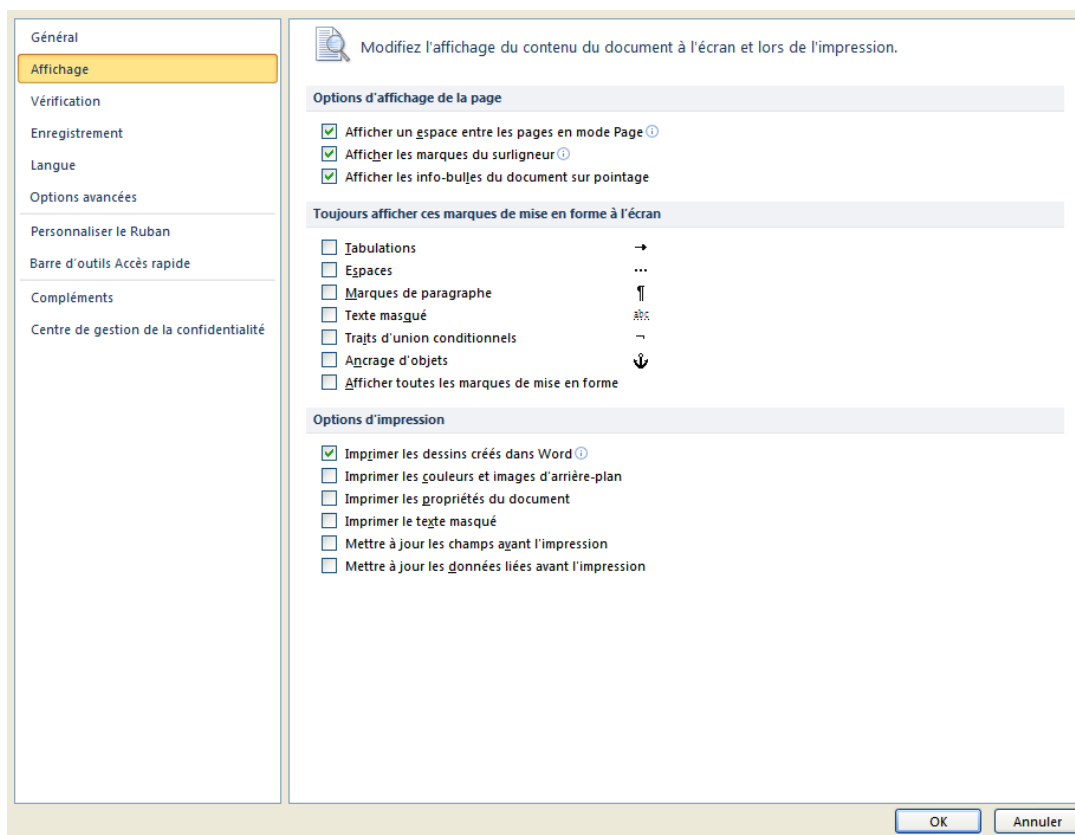 Général
Affichage
Vérification
Enregistrement
Langue
Options avancées
Personnaliser le Ruban
Barre d'outils Accès rapide
Compléments
Centre de gestion de la confidentialité
Modifiez l'affichage du contenu du document à l'écran et lors de l'impression.
Options d'affichage de la page
Afficher un espace entre les pages en mode Page
Afficher les marques du surligneur
Afficher les info-bulles du document sur pointage
Toujours afficher ces marques de mise en forme à l'écran
Tabulations →
Espaces ···
Marques de paragraphe ¶
Texte masqué abc
Traits d'union conditionnels ¬
Ancrage d'objets
Afficher toutes les marques de mise en forme
Options d'impression
Imprimer les dessins créés dans Word
Imprimer les couleurs et images d'arrière-plan
Imprimer les propriétés du document
Imprimer le texte masqué
Mettre à jour les champs avant l'impression
Mettre à jour les données liées avant l'impression
OK Annuler